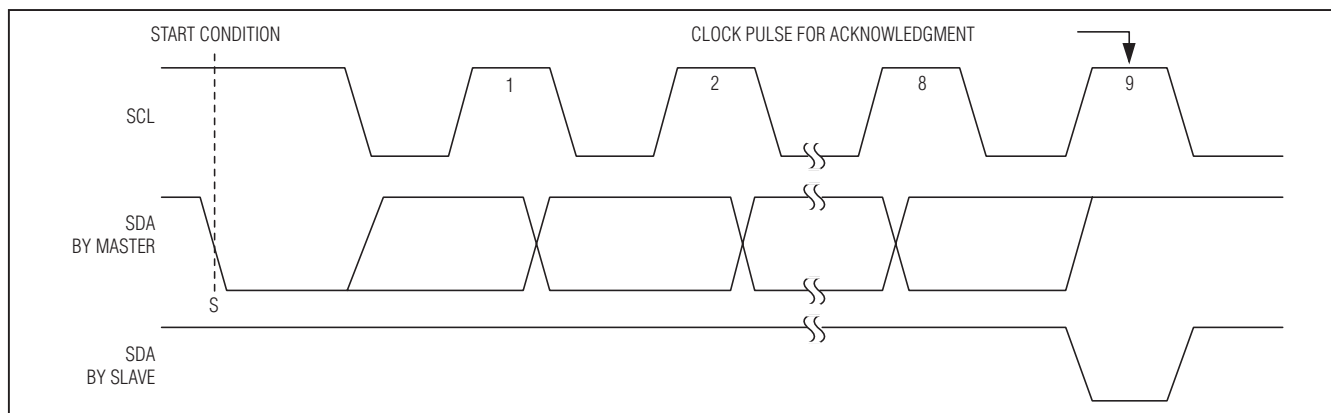 START CONDITION
CLOCK PULSE FOR ACKNOWLEDGMENT
SCL
1
2
8
9
SDA
BY MASTER
S
SDA
BY SLAVE